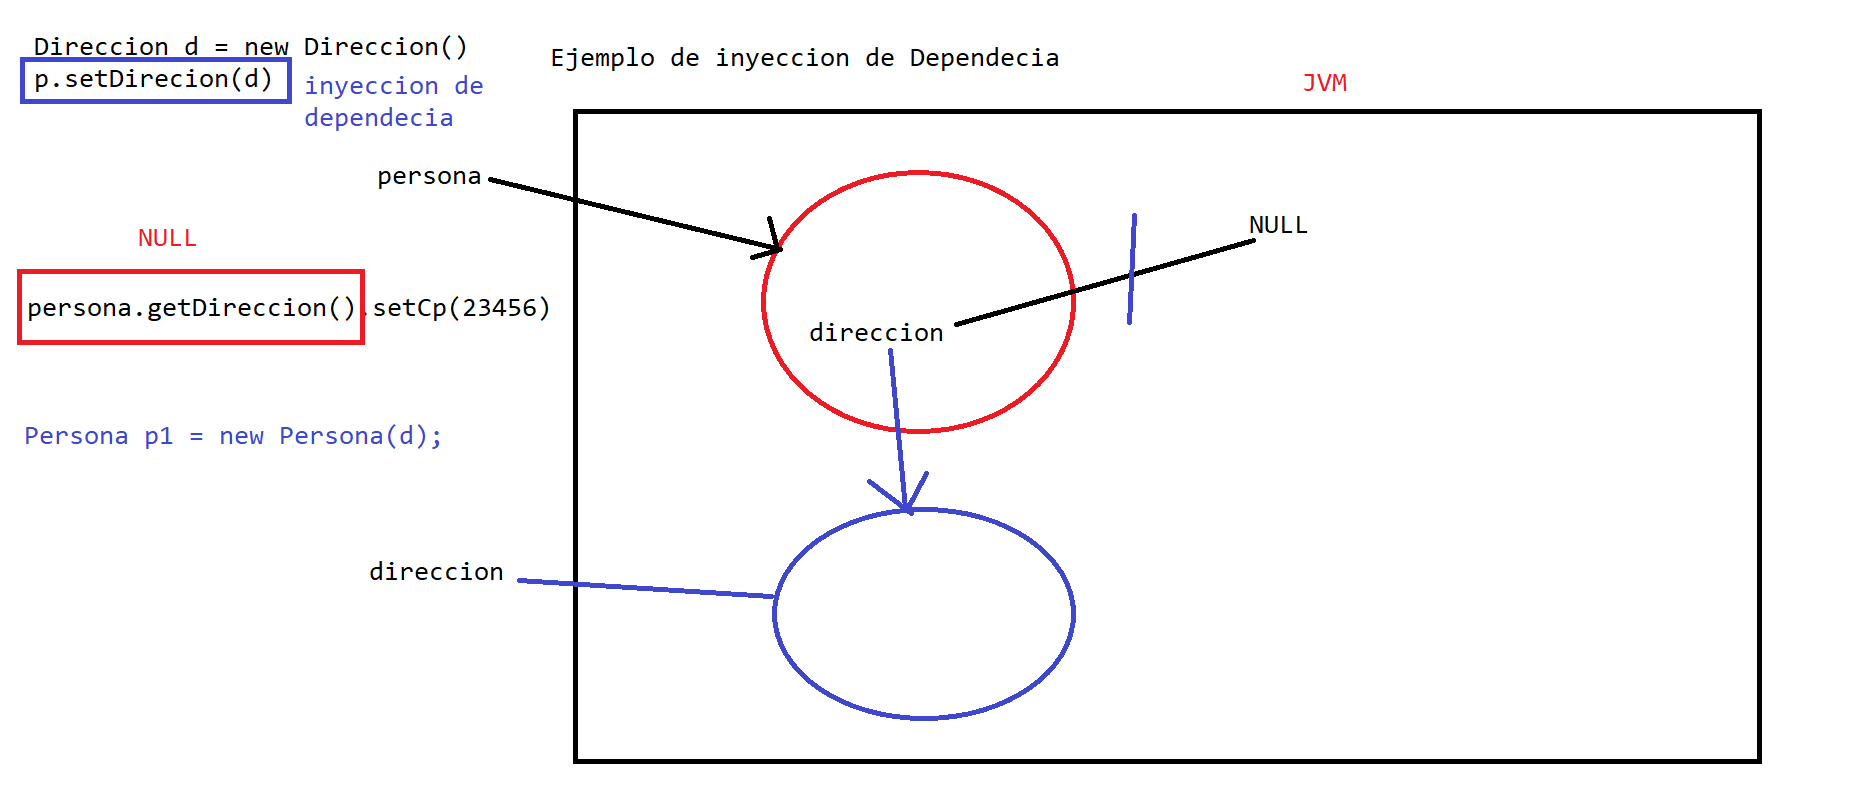 Direccion d = new Direccion()
p.setDirecion(d)
inyeccion de
dependecia
Ejemplo de inyeccion de Dependecia
JVM
persona
NULL
NULL
persona.getDireccion().setCp(23456)
direccion
Persona p1 = new Persona(d);
direccion